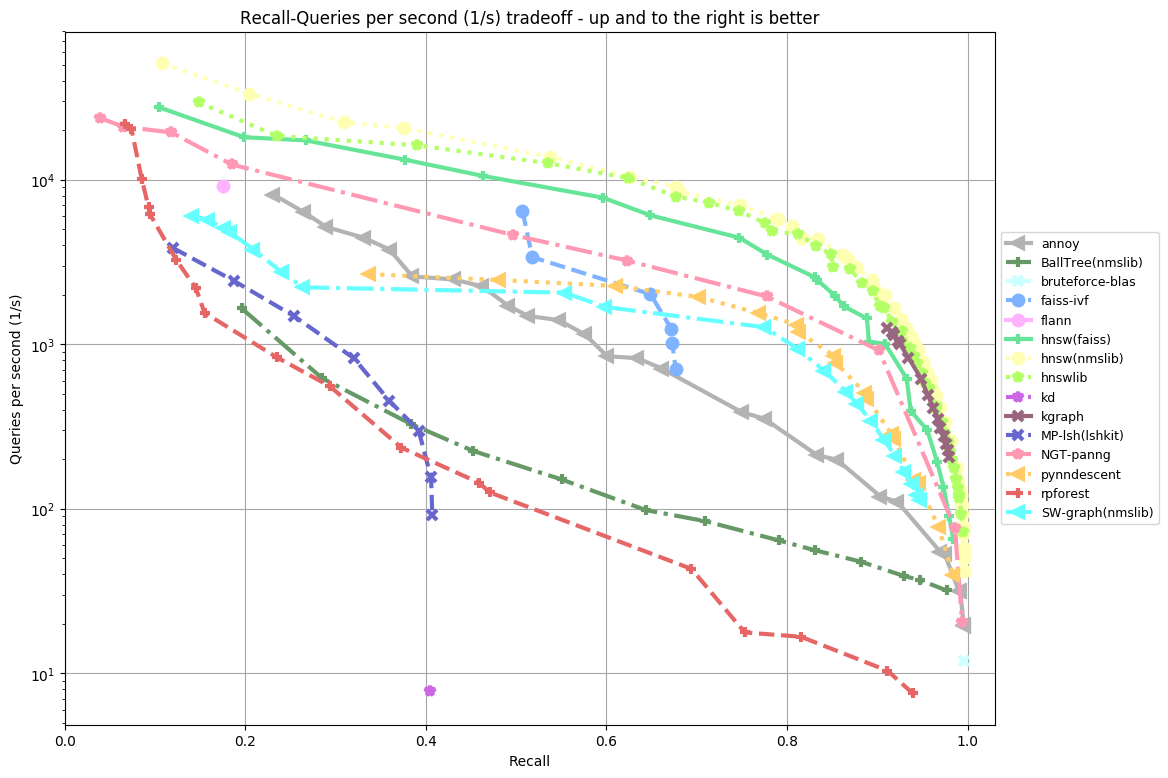 Recall-Queries per second (1/s) tradeoff - up and to the right is better
Queries per second (1/s)
10^4
10^3
10^2
10^1
0.0 0.2 0.4 0.6 0.8 1.0
Recall
annoy
BallTree(nmslib)
bruteforce-blas
faiss-ivf
flann
hnsw(faiss)
hnsw(nmslib)
hnswlib
kd
kgraph
MP-lsh(lshkit)
NGT-panng
pynndescent
rpforest
SW-graph(nmslib)